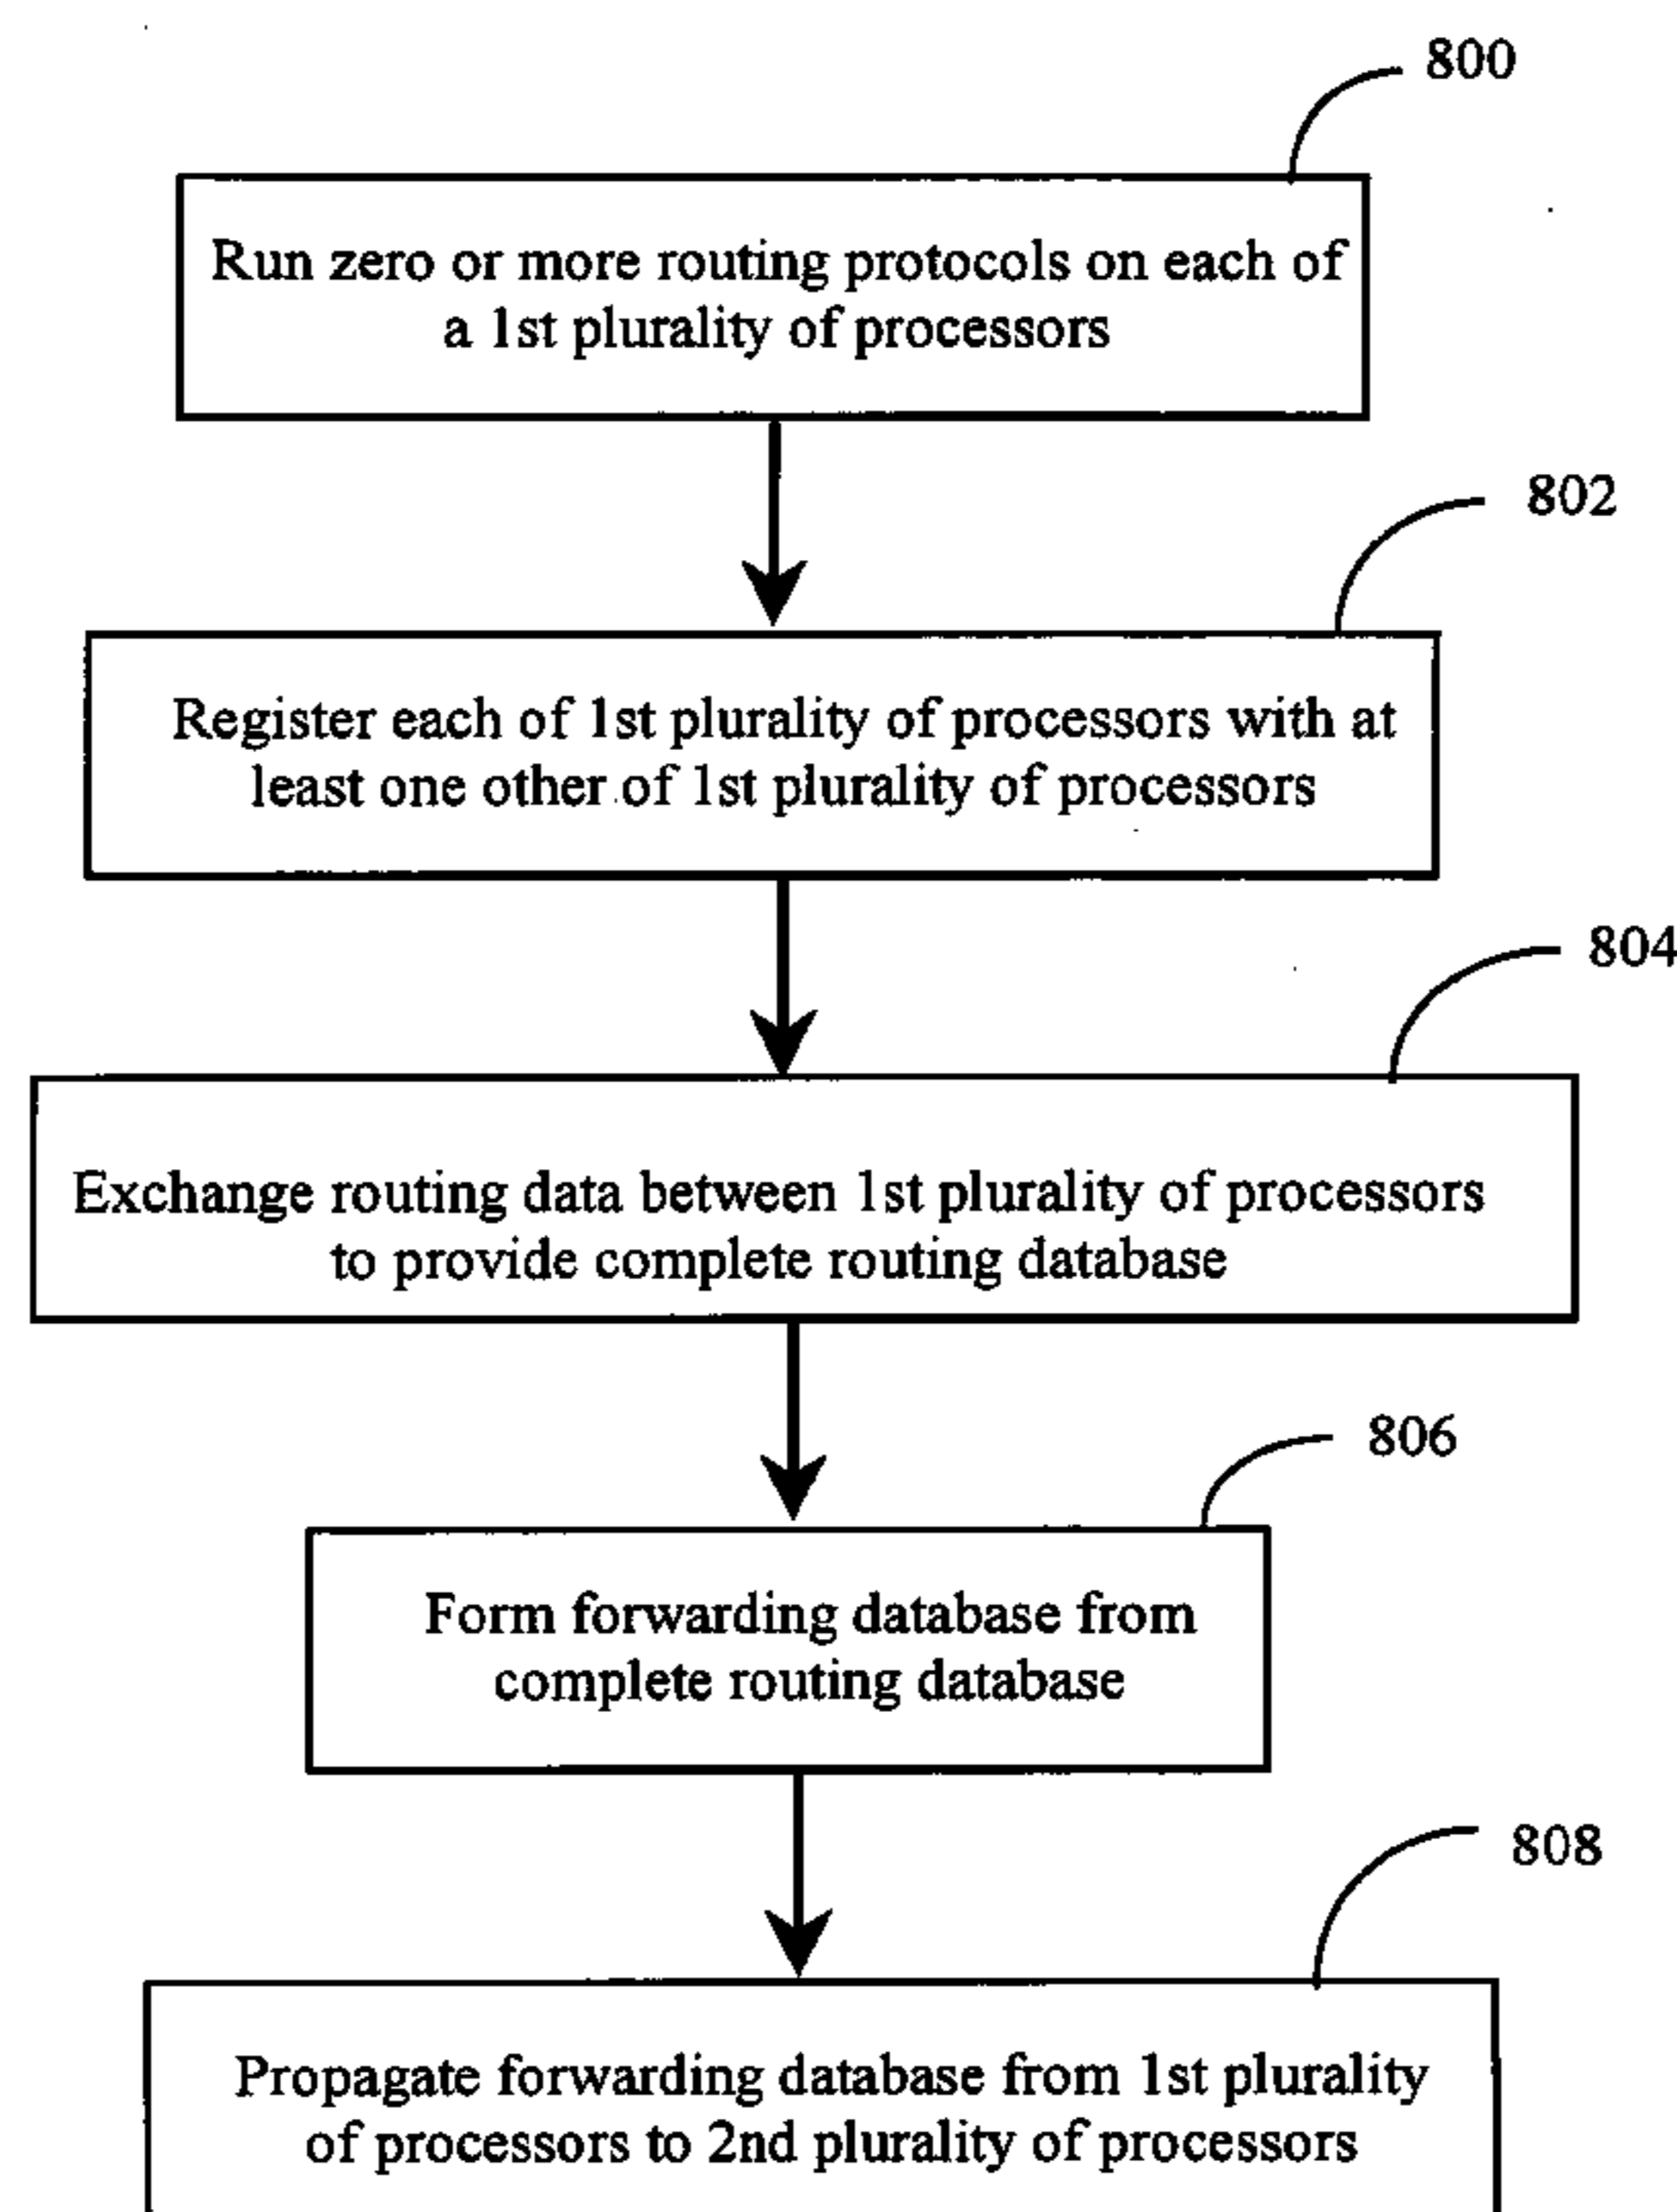 800
Run zero or more routing protocols on each of
a 1st plurality of processors
802
Register each of 1st plurality of processors with at
least one other of 1st plurality of processors
804
Exchange routing data between 1st plurality of processors
to provide complete routing database
806
Form forwarding database from
complete routing database
808
Propagate forwarding database from 1st plurality
of processors to 2nd plurality of processors